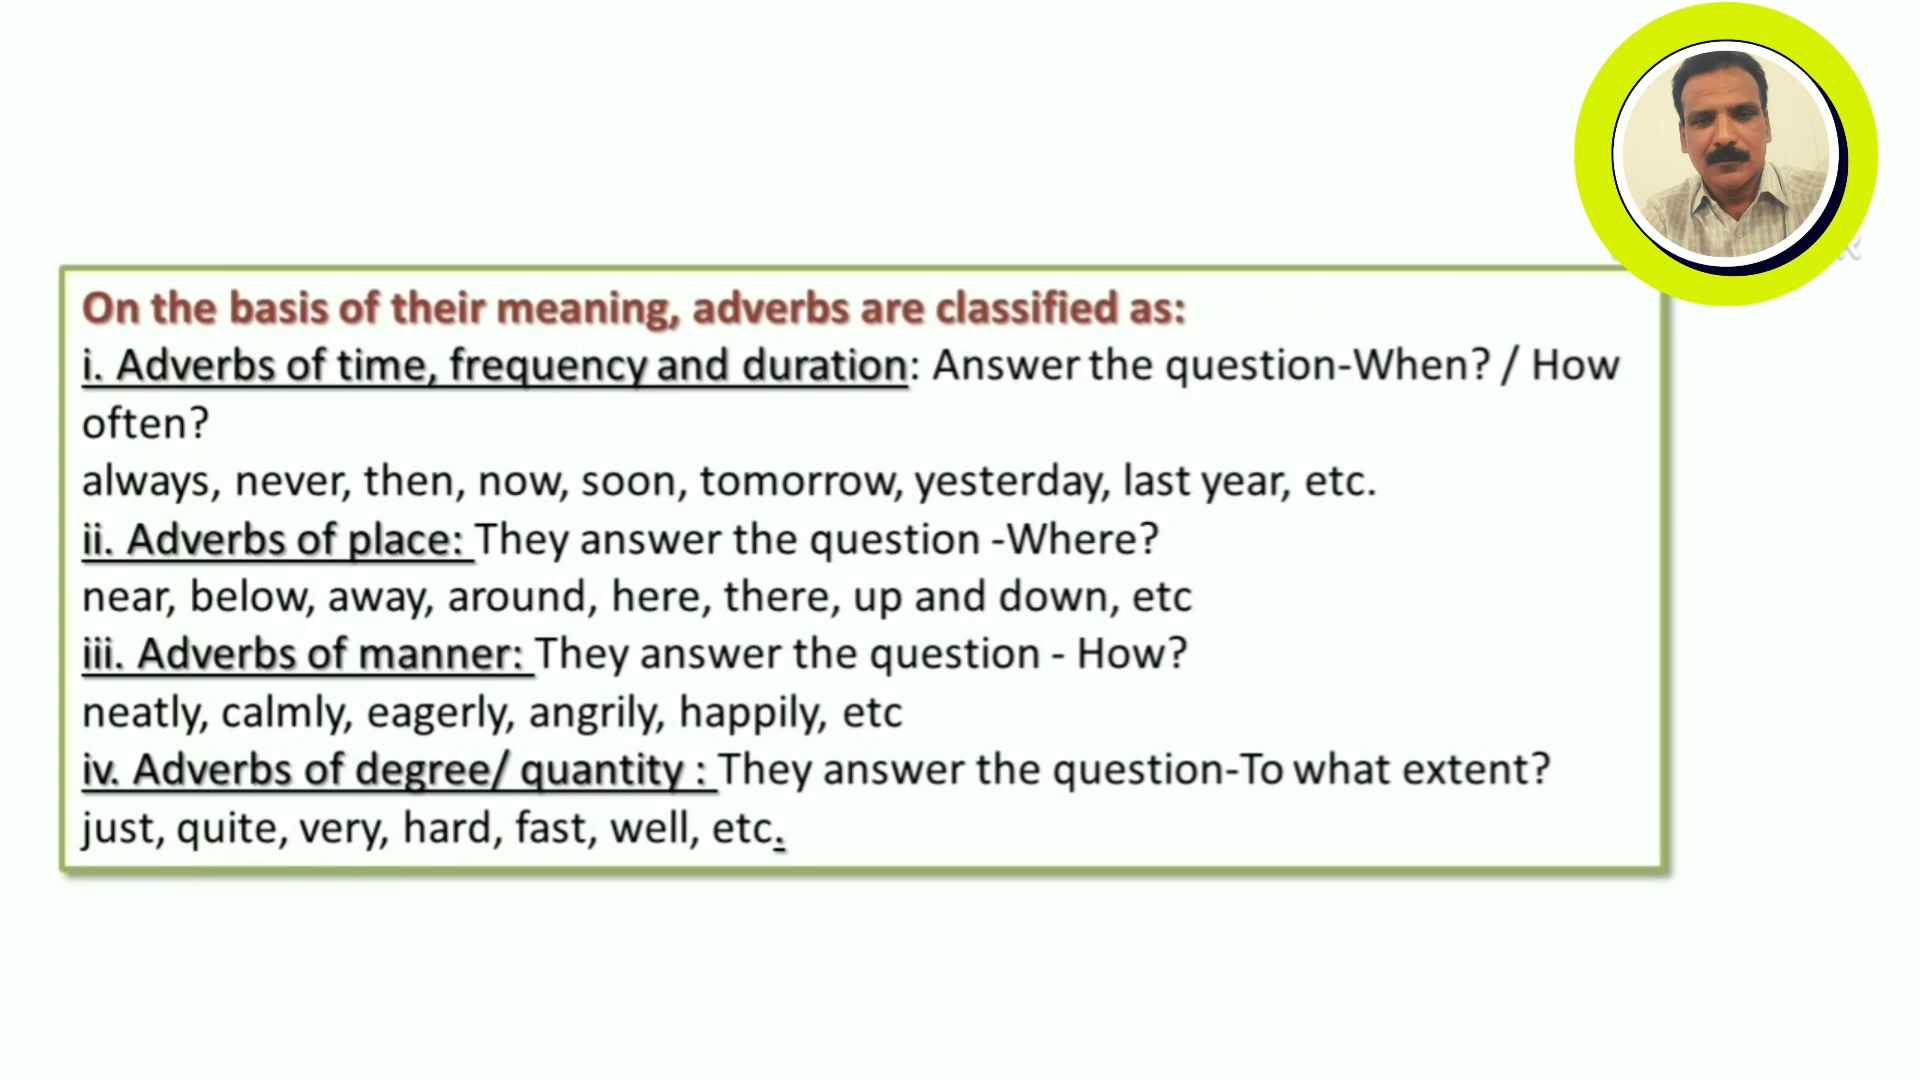 On the basis of their meaning, adverbs are classified as:
i. Adverbs of time, frequency and duration: Answer the question-When? / How
often?
always, never, then, now, soon, tomorrow, yesterday, last year, etc.
ii. Adverbs of place: They answer the question -Where?
near, below, away, around, here, there, up and down, etc
iii. Adverbs of manner: They answer the question - How?
neatly, calmly, eagerly, angrily, happily, etc
iv. Adverbs of degree/ quantity : They answer the question-To what extent?
just, quite, very, hard, fast, well, etc.